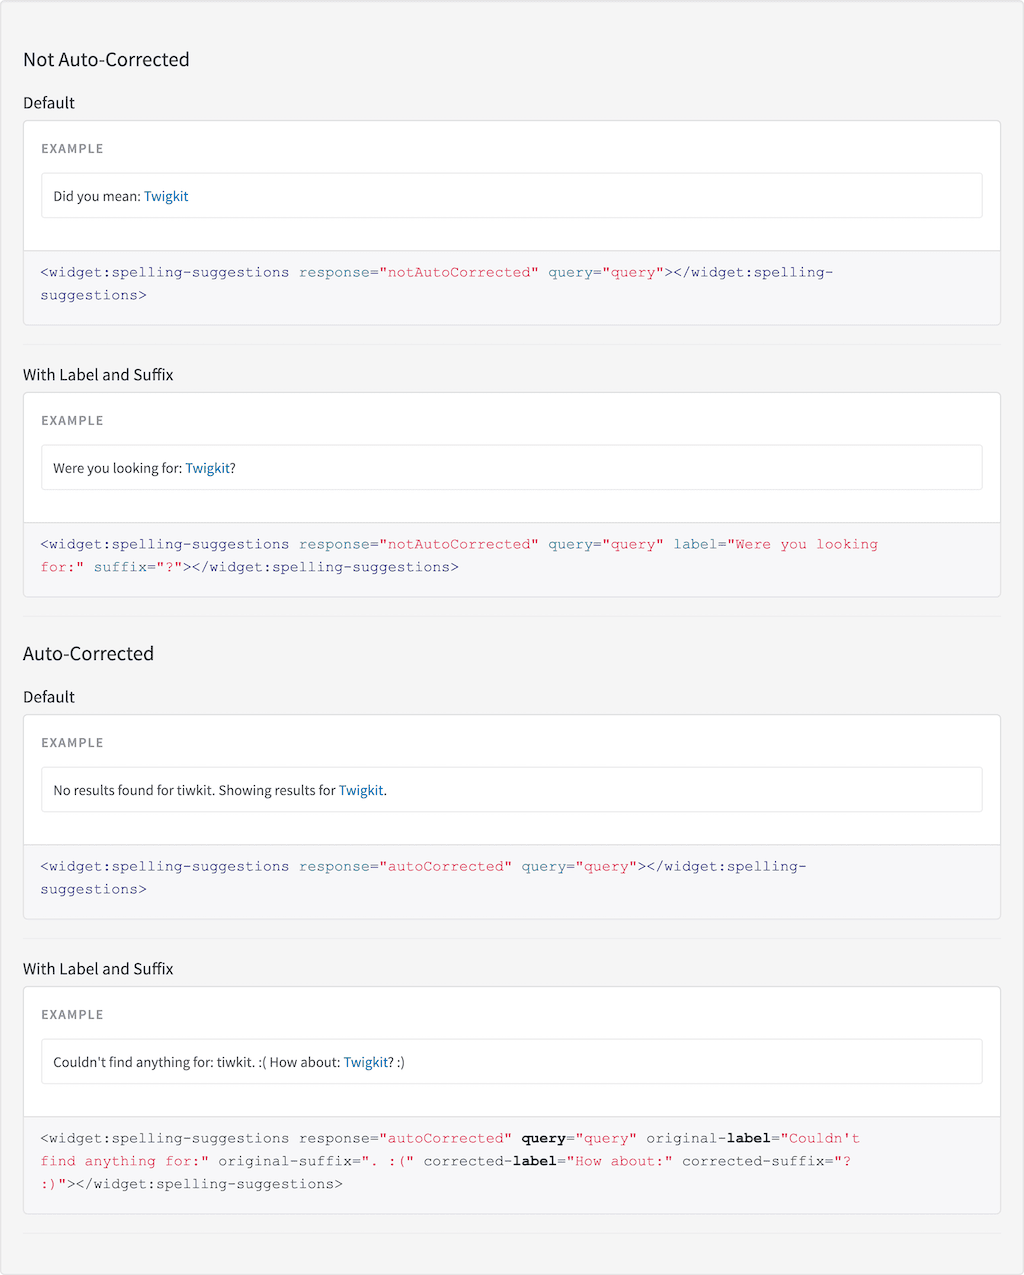 Not Auto-Corrected
Default
EXAMPLE
Did you mean: Twigkit
<widget:spelling-suggestions response="notAutoCorrected" query="query"></widget:spelling-
suggestions>
With Label and Suffix
EXAMPLE
Were you looking for: Twigkit?
<widget:spelling-suggestions response="notAutoCorrected" query="query" label="Were you looking
for:" suffix="?"></widget:spelling-suggestions>
Auto-Corrected
Default
EXAMPLE
No results found for tiwkit. Showing results for Twigkit.
<widget:spelling-suggestions response="autoCorrected" query="query"></widget:spelling-
suggestions>
With Label and Suffix
EXAMPLE
Couldn't find anything for: tiwkit. :( How about: Twigkit? :)
<widget:spelling-suggestions response="autoCorrected" query="query" original-label="Couldn't
find anything for:" original-suffix=". :(" corrected-label="How about:" corrected-suffix="?
:)"></widget:spelling-suggestions>